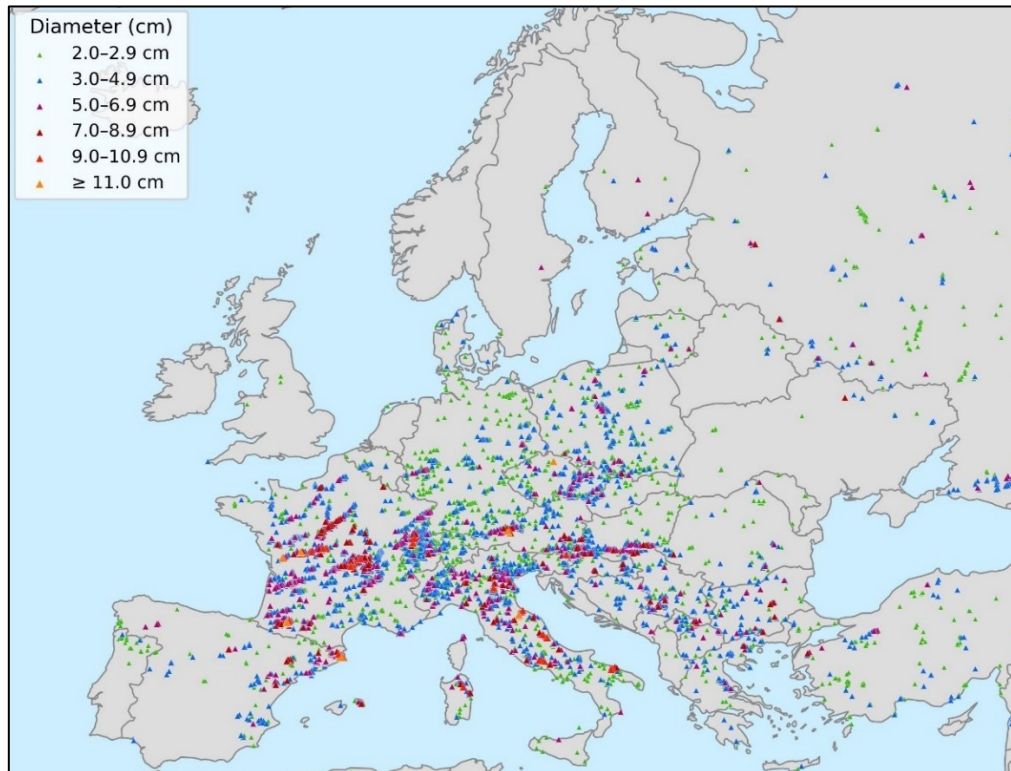 Diameter (cm)
2.0–2.9 cm
3.0–4.9 cm
5.0–6.9 cm
7.0–8.9 cm
9.0–10.9 cm
≥ 11.0 cm